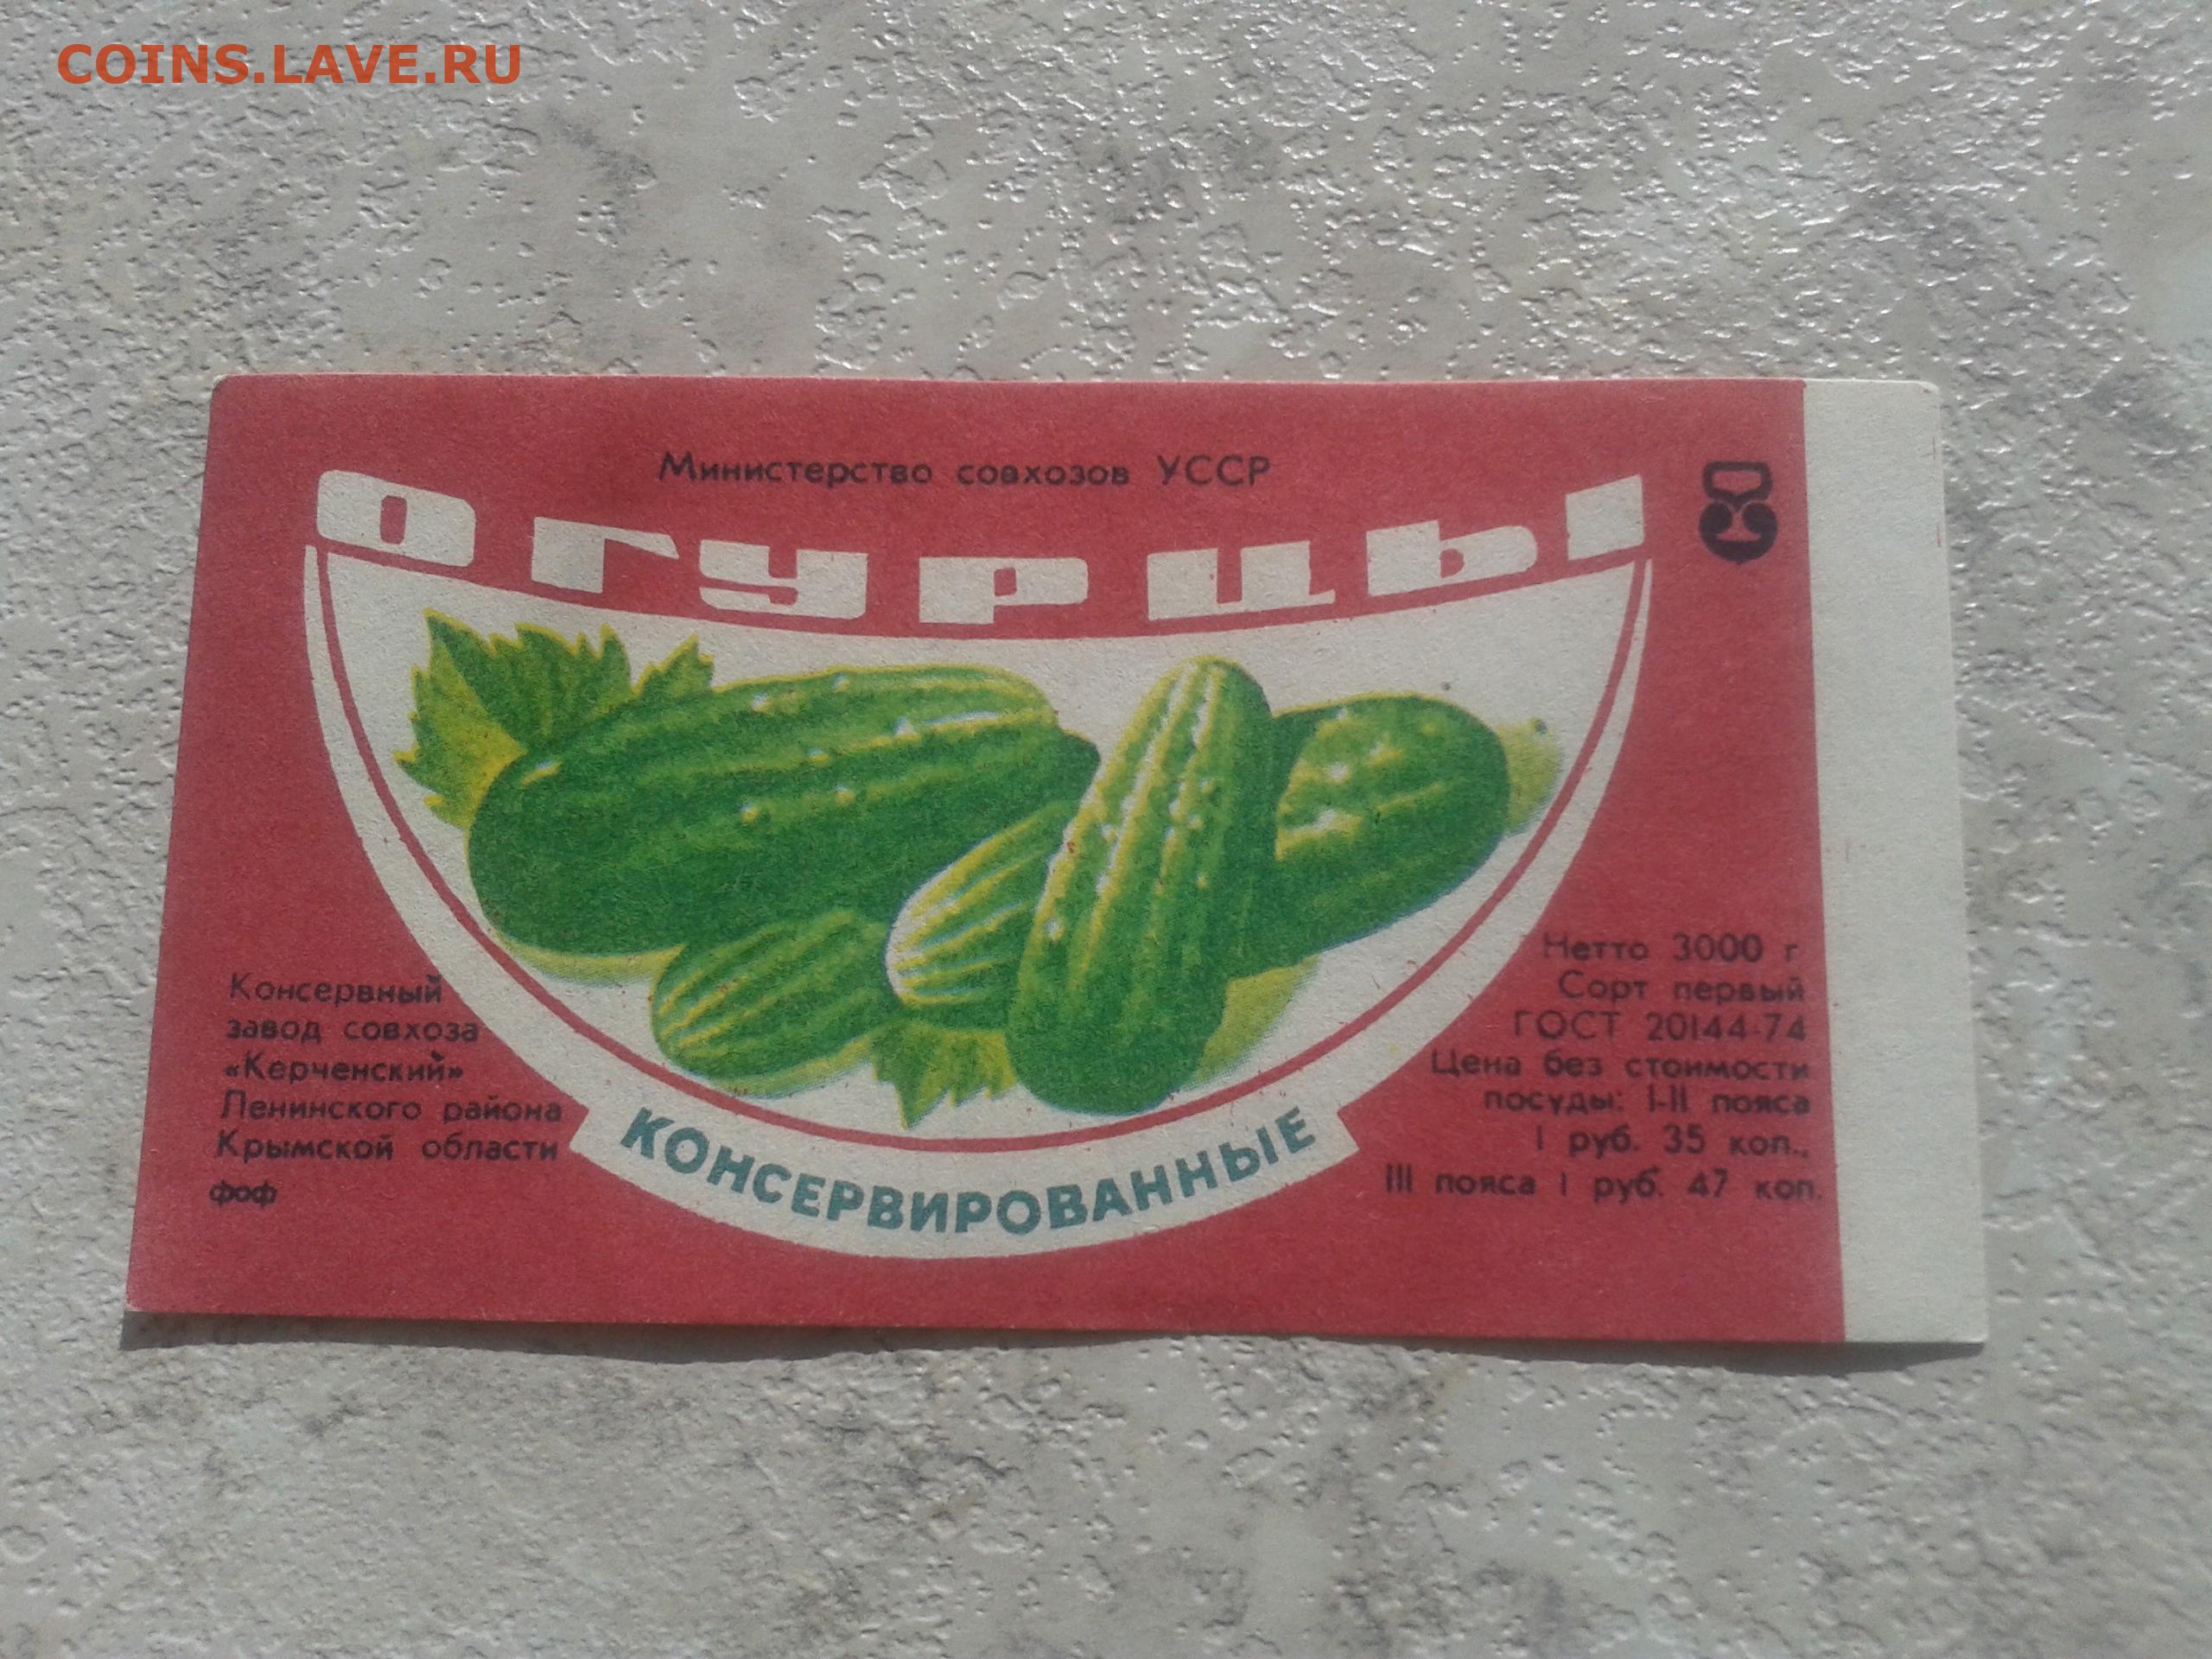 COINS.LAVE.RU
Министерство совхозов УССР
ОГУРЦЫ
Консервный
завод совхоза
«Керченский»
Ленинского района
Крымской области
фоф
КОНСЕРВИРОВАННЫЕ
Нетто 3000 г
Сорт первый
ГОСТ 20144-74
Цена без стоимости
посуды: I-II пояса
1 руб. 35 коп.,
III пояса 1 руб. 47 коп.